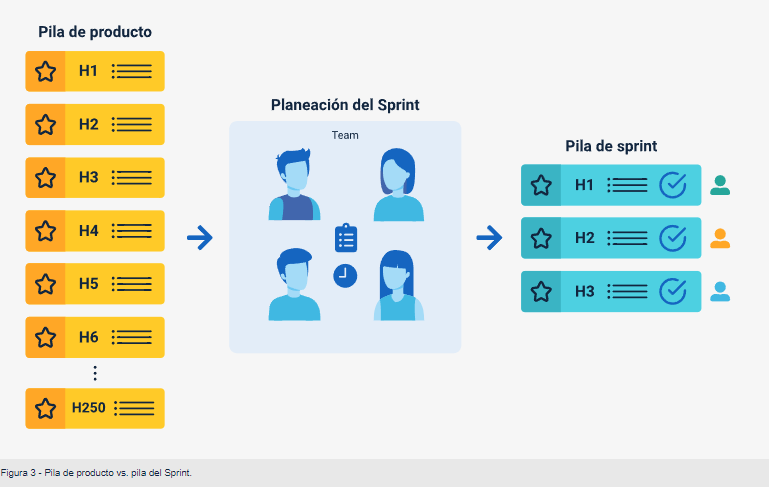 Pila de producto
H1
H2
H3
H4
H5
H6
H250
Planeación del Sprint
Team
Pila de sprint
H1
H2
H3
Figura 3 - Pila de producto vs. pila del Sprint.